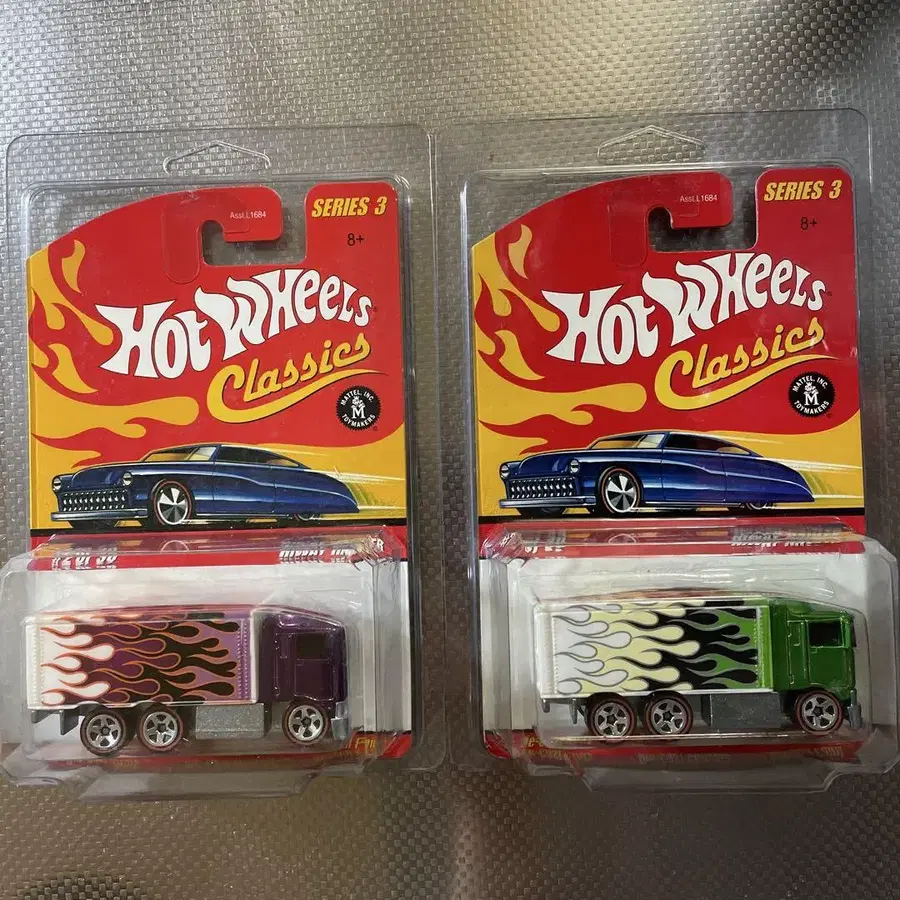 Asst.L1684
SERIES 3
8+
Hot Wheels
Classics
MATTEL, INC.
M
TOYMAKERS
Asst.L1684
SERIES 3
8+
Hot Wheels
Classics
MATTEL, INC.
M
TOYMAKERS